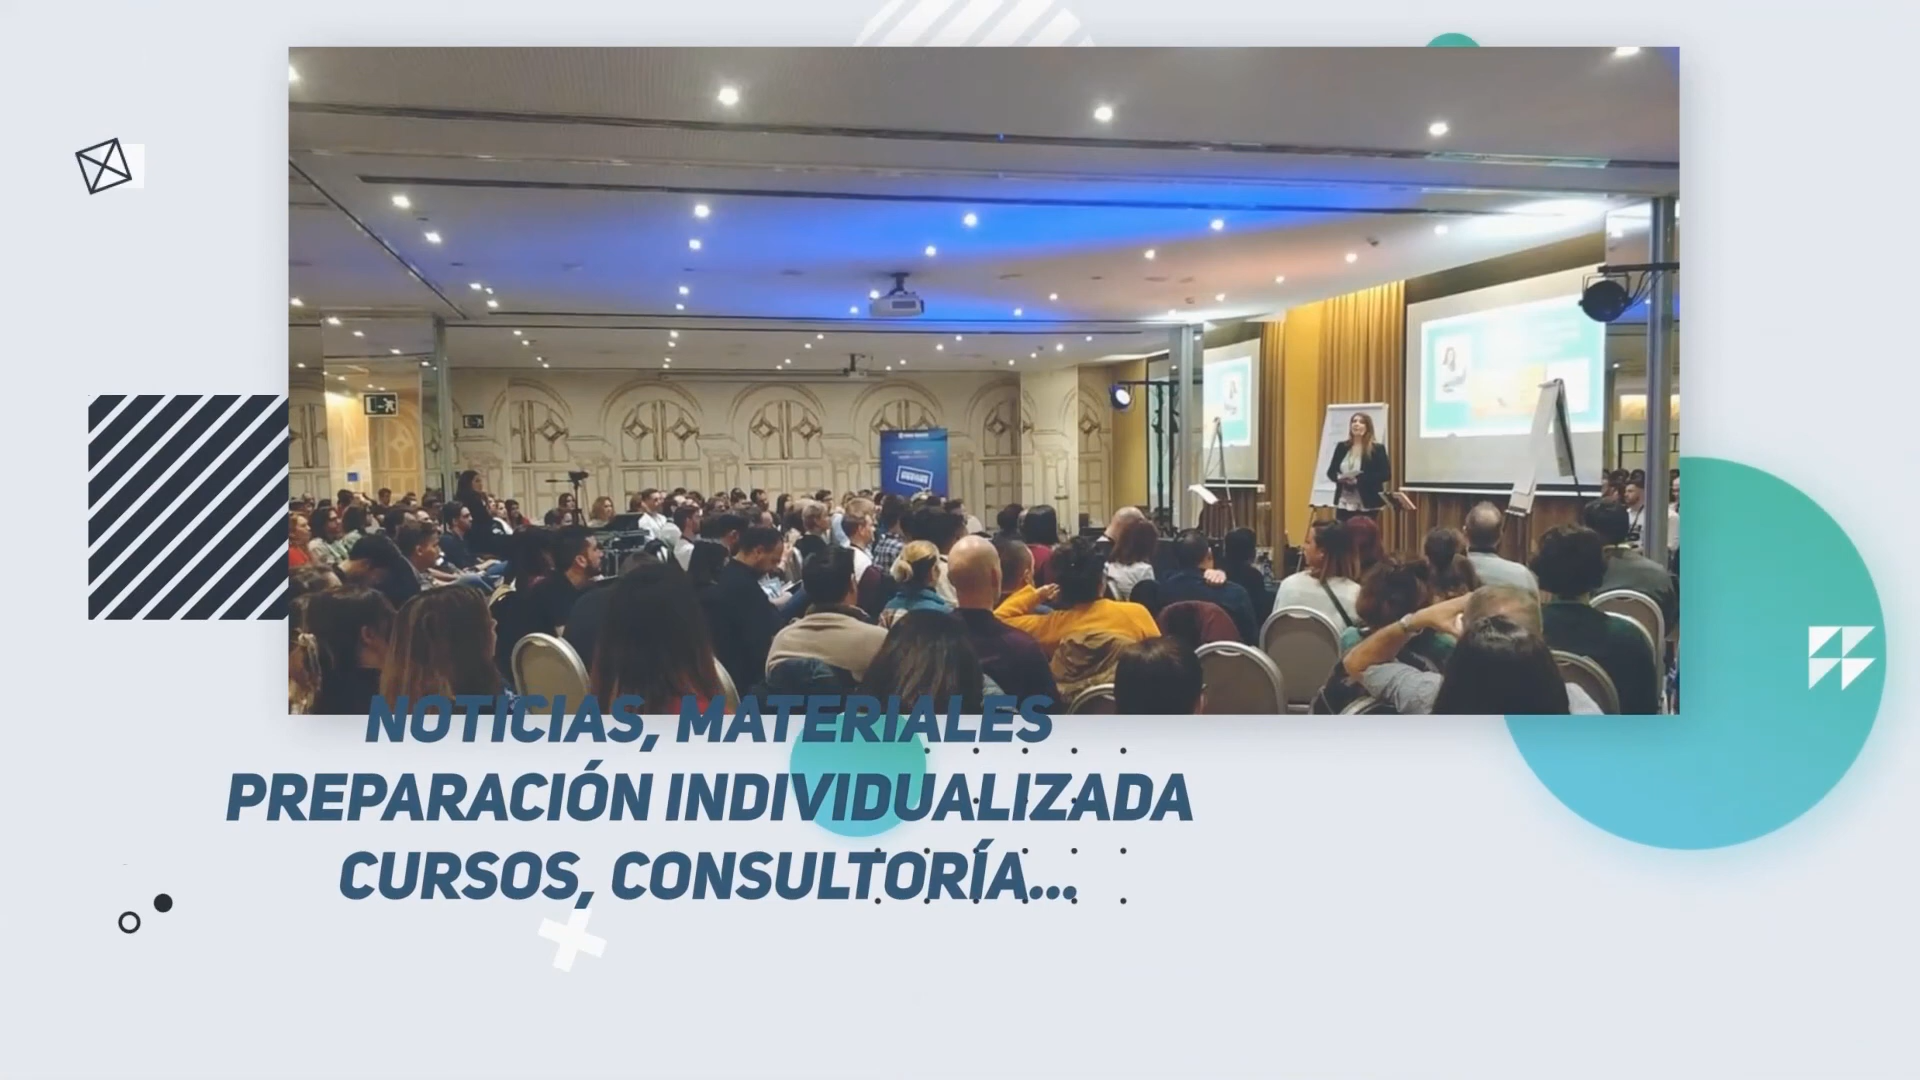 NOTICIAS, MATERIALES
PREPARACIÓN INDIVIDUALIZADA
CURSOS, CONSULTORÍA...